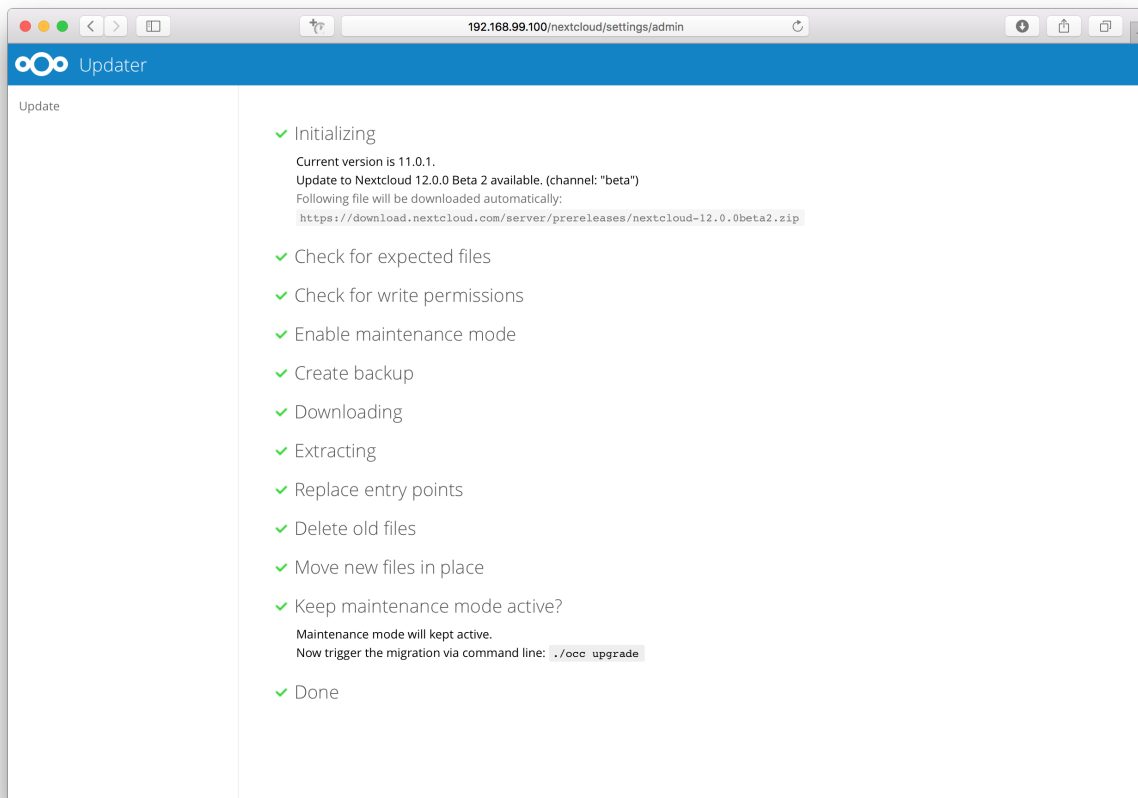 192.168.99.100/nextcloud/settings/admin
Updater
Update
Initializing
Current version is 11.0.1.
Update to Nextcloud 12.0.0 Beta 2 available. (channel: "beta")
Following file will be downloaded automatically:
https://download.nextcloud.com/server/prereleases/nextcloud-12.0.0beta2.zip
Check for expected files
Check for write permissions
Enable maintenance mode
Create backup
Downloading
Extracting
Replace entry points
Delete old files
Move new files in place
Keep maintenance mode active?
Maintenance mode will kept active.
Now trigger the migration via command line: ./occ upgrade
Done